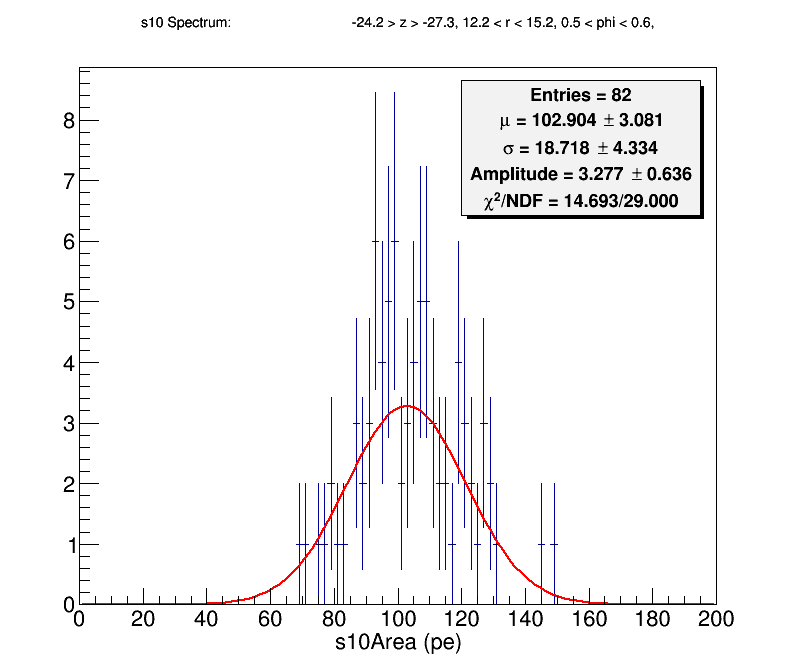 s10 Spectrum: -24.2 > z > -27.3, 12.2 < r < 15.2, 0.5 < phi < 0.6,
Entries = 82
μ = 102.904 ± 3.081
σ = 18.718 ± 4.334
Amplitude = 3.277 ± 0.636
χ²/NDF = 14.693/29.000
8
7
6
5
4
3
2
1
0
0 20 40 60 80 100 120 140 160 180 200
s10Area (pe)